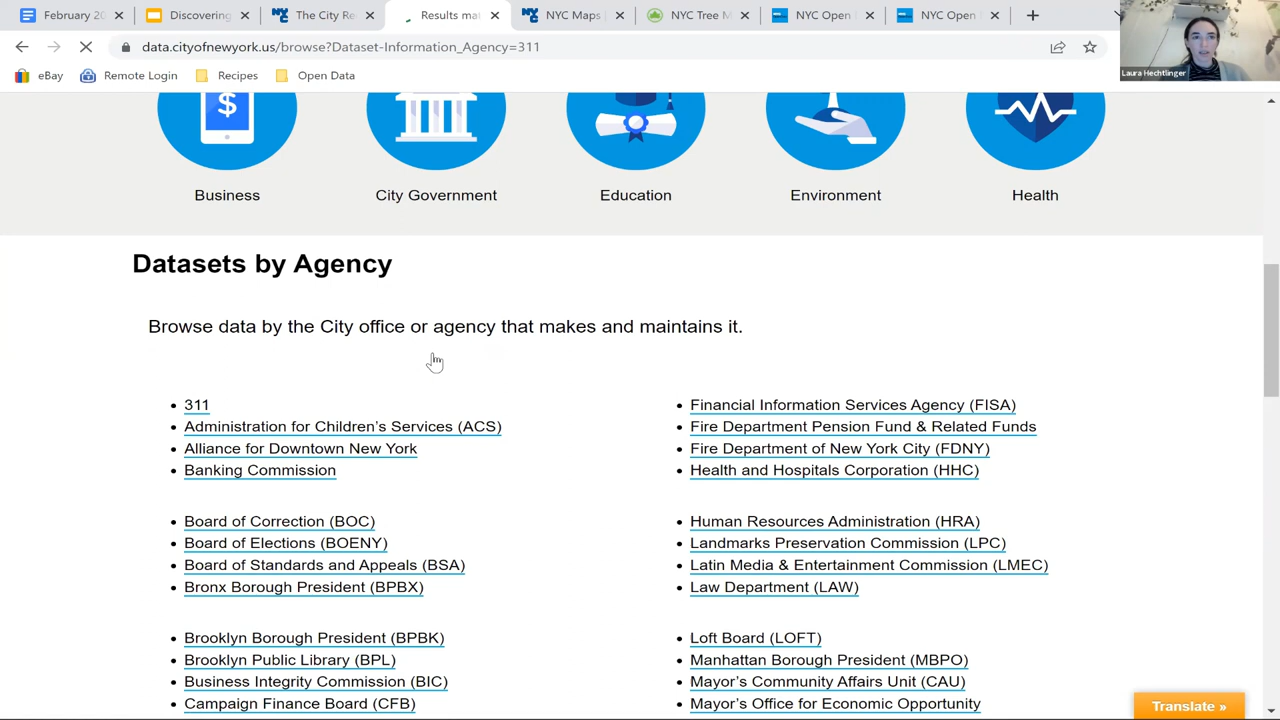 February
Discovering
The City Re
Results mat
NYC Maps
NYC Tree M
NYC Open
NYC Open
data.cityofnewyork.us/browse?Dataset-Information_Agency=311
eBay
Remote Login
Recipes
Open Data
Laura Hechtlinger
Business
City Government
Education
Environment
Health
Datasets by Agency
Browse data by the City office or agency that makes and maintains it.
311
Administration for Children's Services (ACS)
Alliance for Downtown New York
Banking Commission
Board of Correction (BOC)
Board of Elections (BOENY)
Board of Standards and Appeals (BSA)
Bronx Borough President (BPBX)
Brooklyn Borough President (BPBK)
Brooklyn Public Library (BPL)
Business Integrity Commission (BIC)
Campaign Finance Board (CFB)
Financial Information Services Agency (FISA)
Fire Department Pension Fund & Related Funds
Fire Department of New York City (FDNY)
Health and Hospitals Corporation (HHC)
Human Resources Administration (HRA)
Landmarks Preservation Commission (LPC)
Latin Media & Entertainment Commission (LMEC)
Law Department (LAW)
Loft Board (LOFT)
Manhattan Borough President (MBPO)
Mayor's Community Affairs Unit (CAU)
Mayor's Office for Economic Opportunity
Translate »